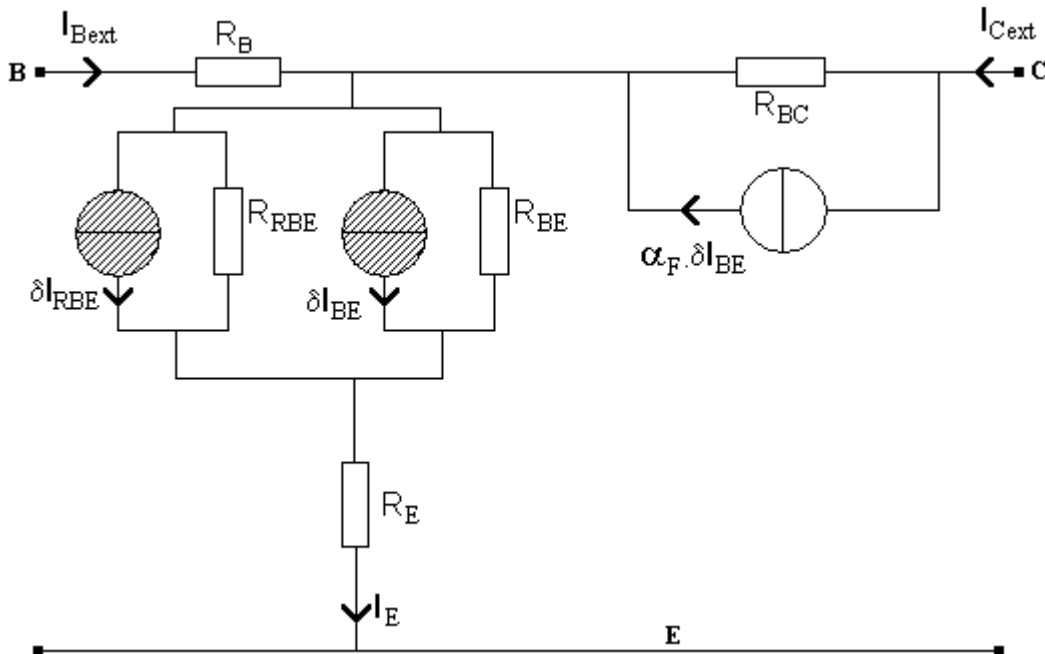 I_Bext
I_Cext
R_B
B
C
R_BC
R_RBE
R_BE
α_F.δI_BE
δI_RBE
δI_BE
R_E
I_E
E